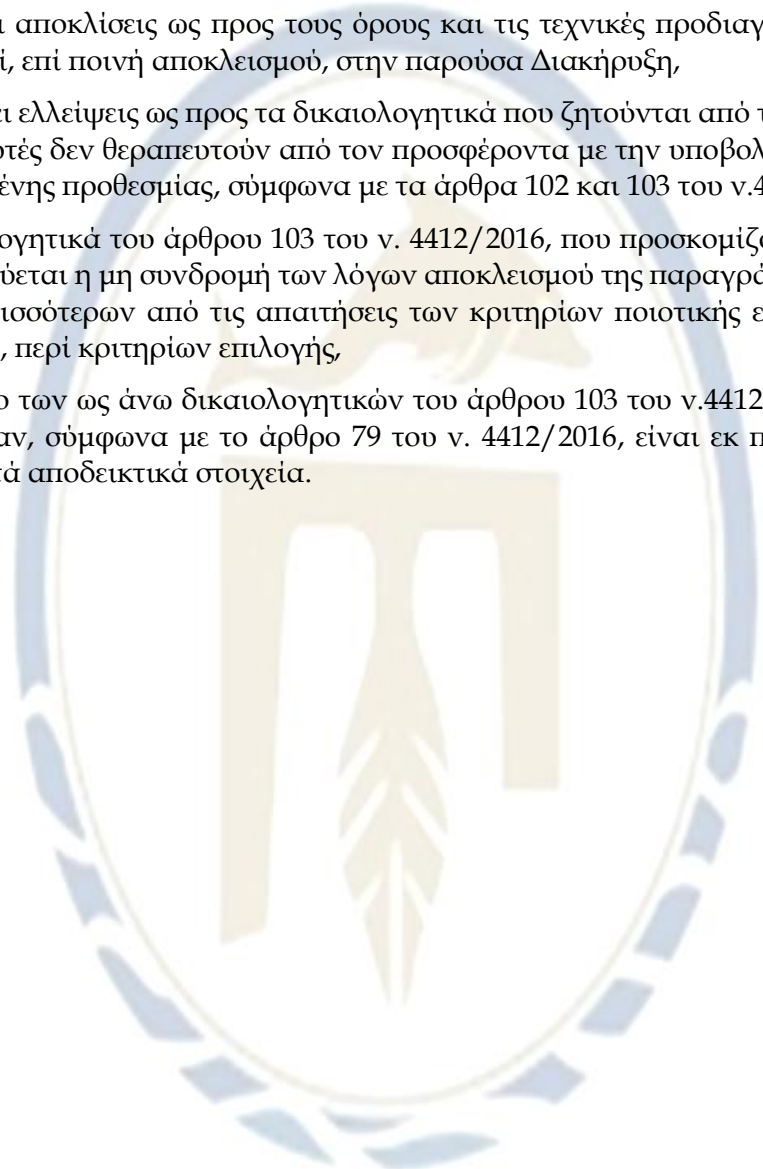 αποκλίσεις ως προς τους όρους και τις τεχνικές προδιαγ
επί ποινή αποκλεισμού, στην παρούσα Διακήρυξη,
ελλείψεις ως προς τα δικαιολογητικά που ζητούνται από τ
δεν θεραπευτούν από τον προσφέροντα με την υποβολ
προθεσμίας, σύμφωνα με τα άρθρα 102 και 103 του ν.4
ογητικά του άρθρου 103 του ν. 4412/2016, που προσκομίζο
ύεται η μη συνδρομή των λόγων αποκλεισμού της παραγρά
ισσότερων από τις απαιτήσεις των κριτηρίων ποιοτικής ε
, περί κριτηρίων επιλογής,
ο των ως άνω δικαιολογητικών του άρθρου 103 του ν.4412
αν, σύμφωνα με το άρθρο 79 του ν. 4412/2016, είναι εκ π
τά αποδεικτικά στοιχεία.